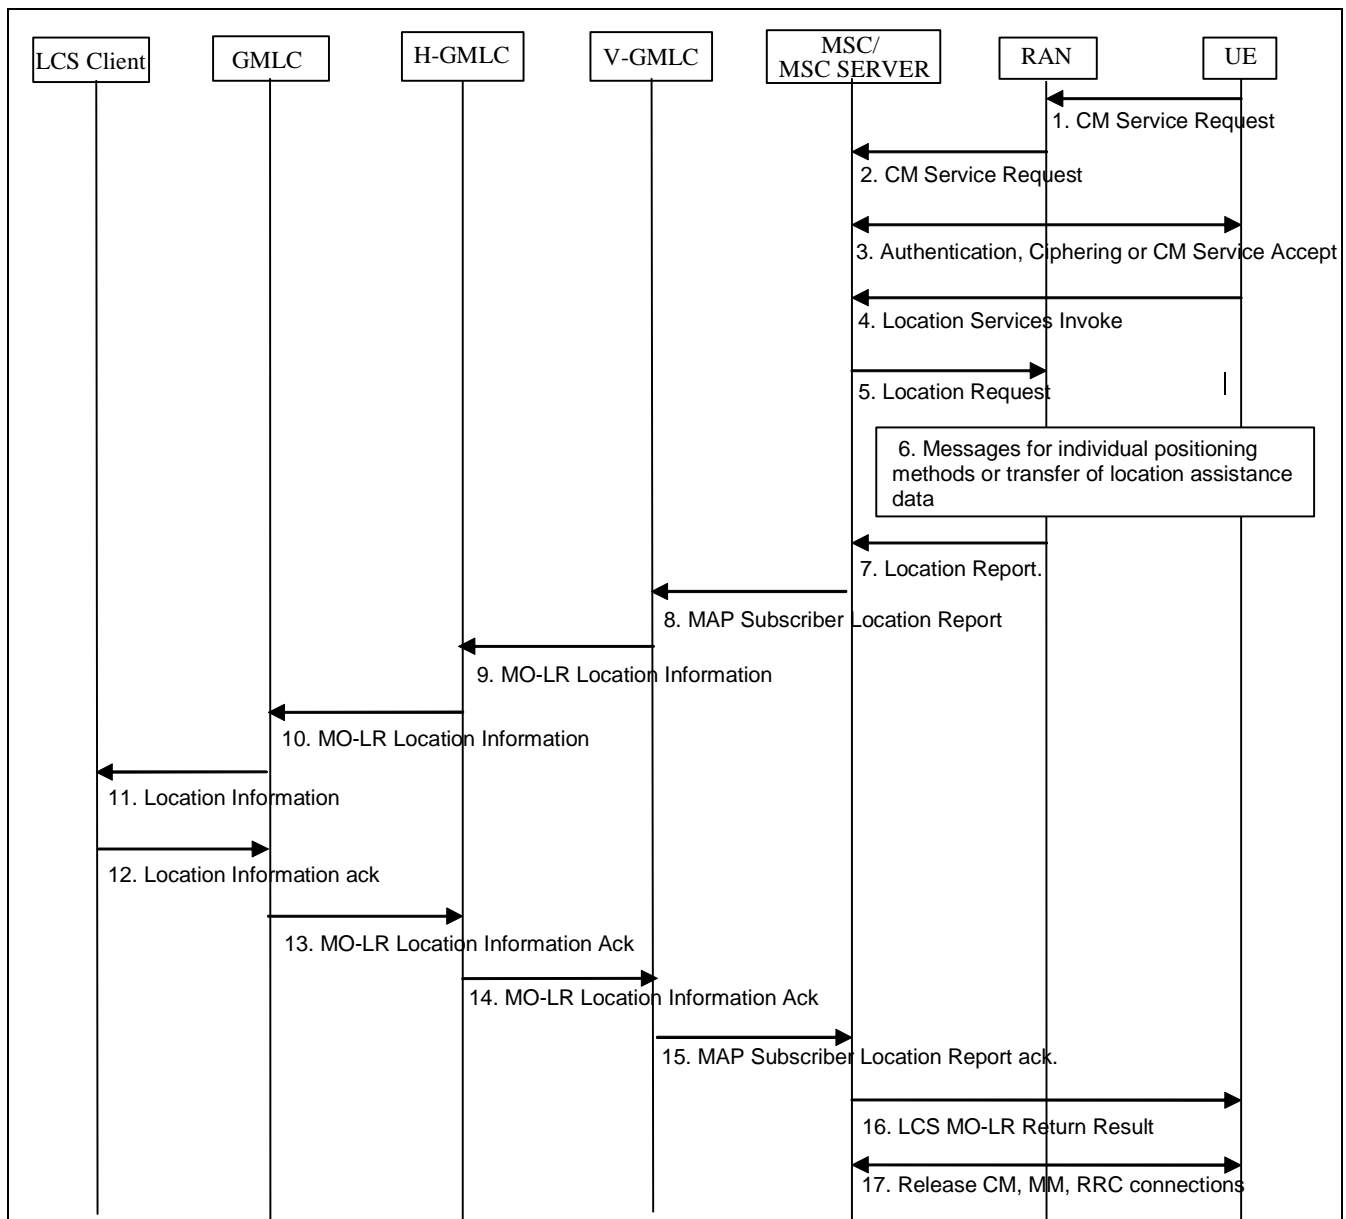 LCS Client
GMLC
H-GMLC
V-GMLC
MSC/
MSC SERVER
RAN
UE
1. CM Service Request
2. CM Service Request
3. Authentication, Ciphering or CM Service Accept
4. Location Services Invoke
5. Location Request
6. Messages for individual positioning
methods or transfer of location assistance
data
7. Location Report.
8. MAP Subscriber Location Report
9. MO-LR Location Information
10. MO-LR Location Information
11. Location Information
12. Location Information ack
13. MO-LR Location Information Ack
14. MO-LR Location Information Ack
15. MAP Subscriber Location Report ack.
16. LCS MO-LR Return Result
17. Release CM, MM, RRC connections